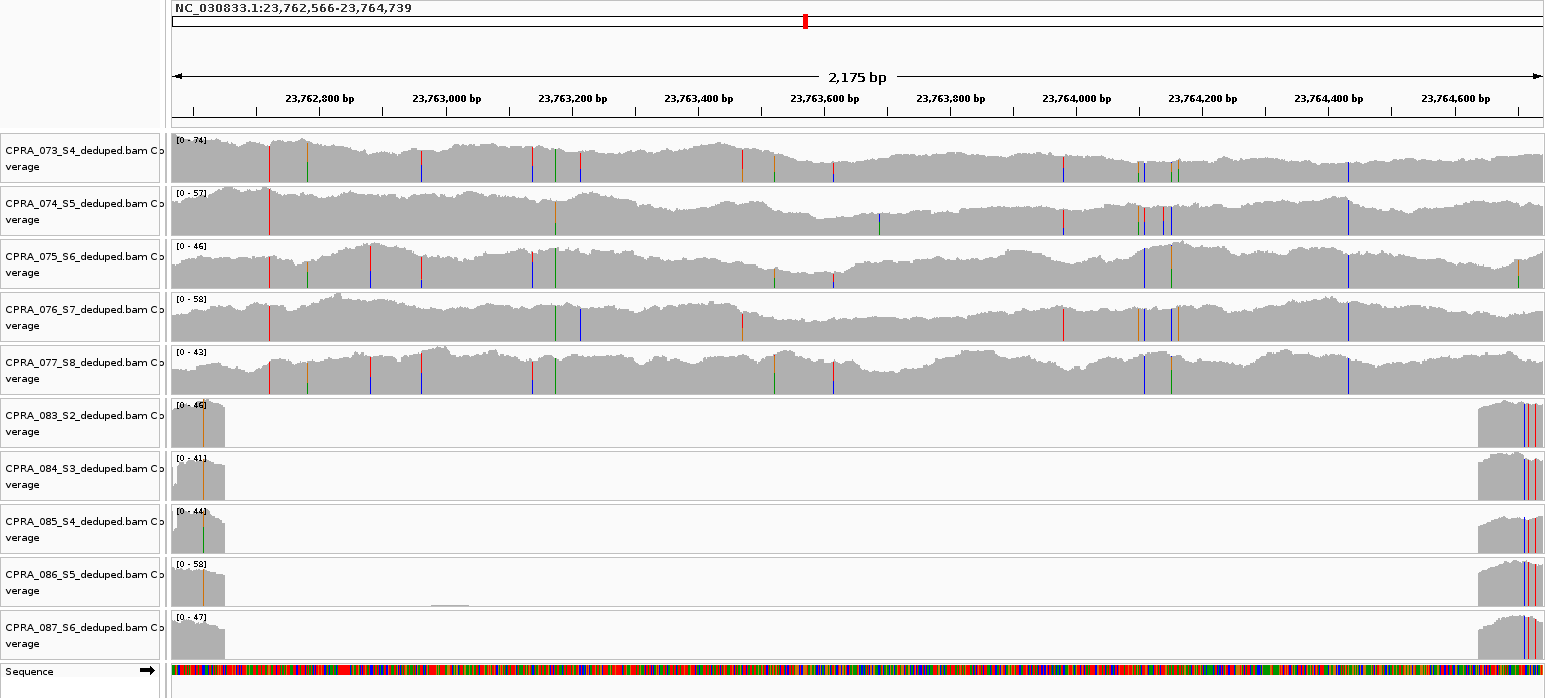 NC_030833.1:23,762,566-23,764,739
2,175 bp
23,762,800 bp 23,763,000 bp 23,763,200 bp 23,763,400 bp 23,763,600 bp 23,763,800 bp 23,764,000 bp 23,764,200 bp 23,764,400 bp 23,764,600 bp
[0 - 74]
CPRA_073_S4_deduped.bam Co
verage
[0 - 57]
CPRA_074_S5_deduped.bam Co
verage
[0 - 46]
CPRA_075_S6_deduped.bam Co
verage
[0 - 58]
CPRA_076_S7_deduped.bam Co
verage
[0 - 43]
CPRA_077_S8_deduped.bam Co
verage
[0 - 46]
CPRA_083_S2_deduped.bam Co
verage
[0 - 41]
CPRA_084_S3_deduped.bam Co
verage
[0 - 44]
CPRA_085_S4_deduped.bam Co
verage
[0 - 58]
CPRA_086_S5_deduped.bam Co
verage
[0 - 47]
CPRA_087_S6_deduped.bam Co
verage
Sequence